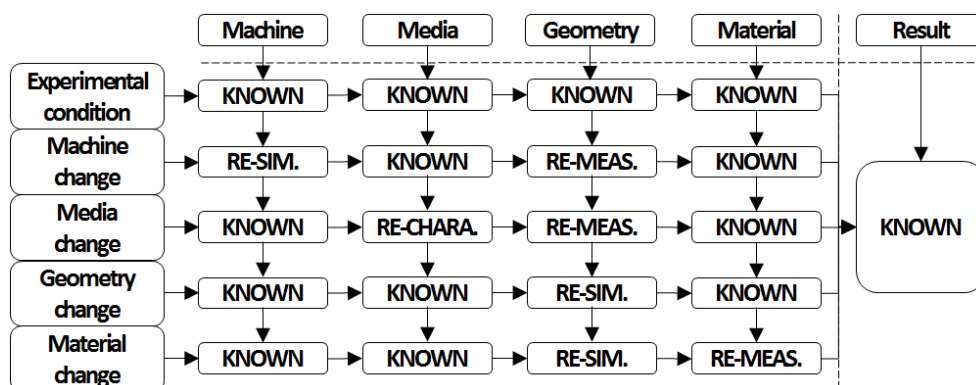 Machine
Media
Geometry
Material
Result
Experimental
condition
KNOWN
KNOWN
KNOWN
KNOWN
Machine
change
RE-SIM.
KNOWN
RE-MEAS.
KNOWN
Media
change
KNOWN
RE-CHARA.
RE-MEAS.
KNOWN
KNOWN
Geometry
change
KNOWN
KNOWN
RE-SIM.
KNOWN
Material
change
KNOWN
KNOWN
RE-SIM.
RE-MEAS.